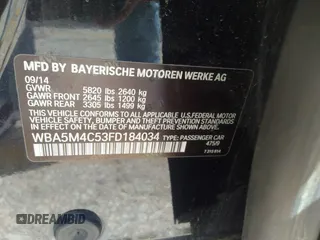 MFD BY BAYERISCHE MOTOREN WERKE AG
09/14
GVWR 5820 lbs 2640 kg
GAWR FRONT 2645 lbs 1200 kg
GAWR REAR 3305 lbs 1499 kg
THIS VEHICLE CONFORMS TO ALL APPLICABLE U.S. FEDERAL
MOTOR VEHICLE SAFETY, BUMPER, AND THEFT PREVENTION
STANDARDS IN EFFECT ON THE DATE OF MANUFACTURE SHOWN ABOVE.
WBA5M4C53FD184034 TYPE: PASSENGER CAR
475/9
DREAMBID